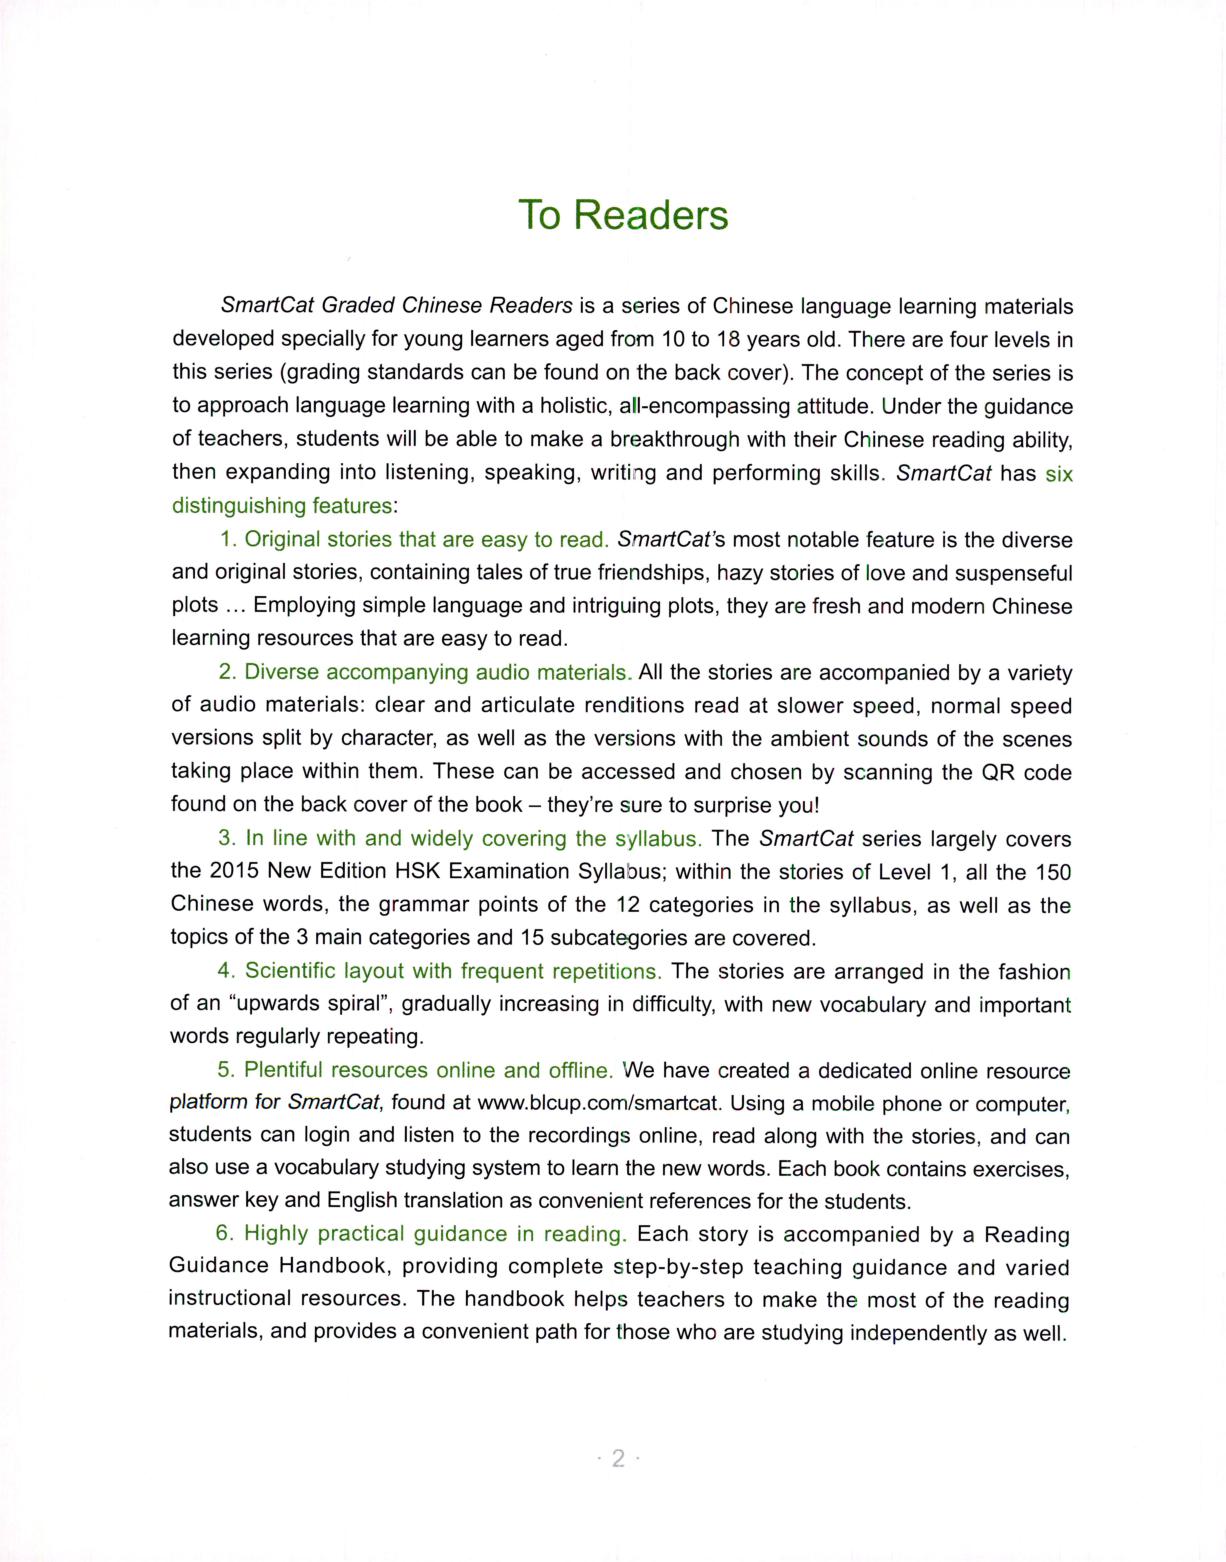 To Readers
SmartCat Graded Chinese Readers is a series of Chinese language learning materials
developed specially for young learners aged from 10 to 18 years old. There are four levels in
this series (grading standards can be found on the back cover). The concept of the series is
to approach language learning with a holistic, all-encompassing attitude. Under the guidance
of teachers, students will be able to make a breakthrough with their Chinese reading ability,
then expanding into listening, speaking, writing and performing skills. SmartCat has six
distinguishing features:
1. Original stories that are easy to read. SmartCat's most notable feature is the diverse
and original stories, containing tales of true friendships, hazy stories of love and suspenseful
plots ... Employing simple language and intriguing plots, they are fresh and modern Chinese
learning resources that are easy to read.
2. Diverse accompanying audio materials. All the stories are accompanied by a variety
of audio materials: clear and articulate renditions read at slower speed, normal speed
versions split by character, as well as the versions with the ambient sounds of the scenes
taking place within them. These can be accessed and chosen by scanning the QR code
found on the back cover of the book – they're sure to surprise you!
3. In line with and widely covering the syllabus. The SmartCat series largely covers
the 2015 New Edition HSK Examination Syllabus; within the stories of Level 1, all the 150
Chinese words, the grammar points of the 12 categories in the syllabus, as well as the
topics of the 3 main categories and 15 subcategories are covered.
4. Scientific layout with frequent repetitions. The stories are arranged in the fashion
of an “upwards spiral”, gradually increasing in difficulty, with new vocabulary and important
words regularly repeating.
5. Plentiful resources online and offline. We have created a dedicated online resource
platform for SmartCat, found at www.blcup.com/smartcat. Using a mobile phone or computer,
students can login and listen to the recordings online, read along with the stories, and can
also use a vocabulary studying system to learn the new words. Each book contains exercises,
answer key and English translation as convenient references for the students.
6. Highly practical guidance in reading. Each story is accompanied by a Reading
Guidance Handbook, providing complete step-by-step teaching guidance and varied
instructional resources. The handbook helps teachers to make the most of the reading
materials, and provides a convenient path for those who are studying independently as well.
· 2 ·